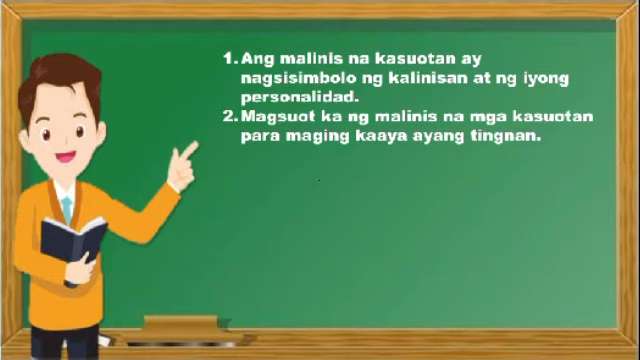 1. Ang malinis na kasuotan ay
nagsisimbolo ng kalinisan at ng iyong
personalidad.
2. Magsuot ka ng malinis na mga kasuotan
para maging kaaya ayang tingnan.